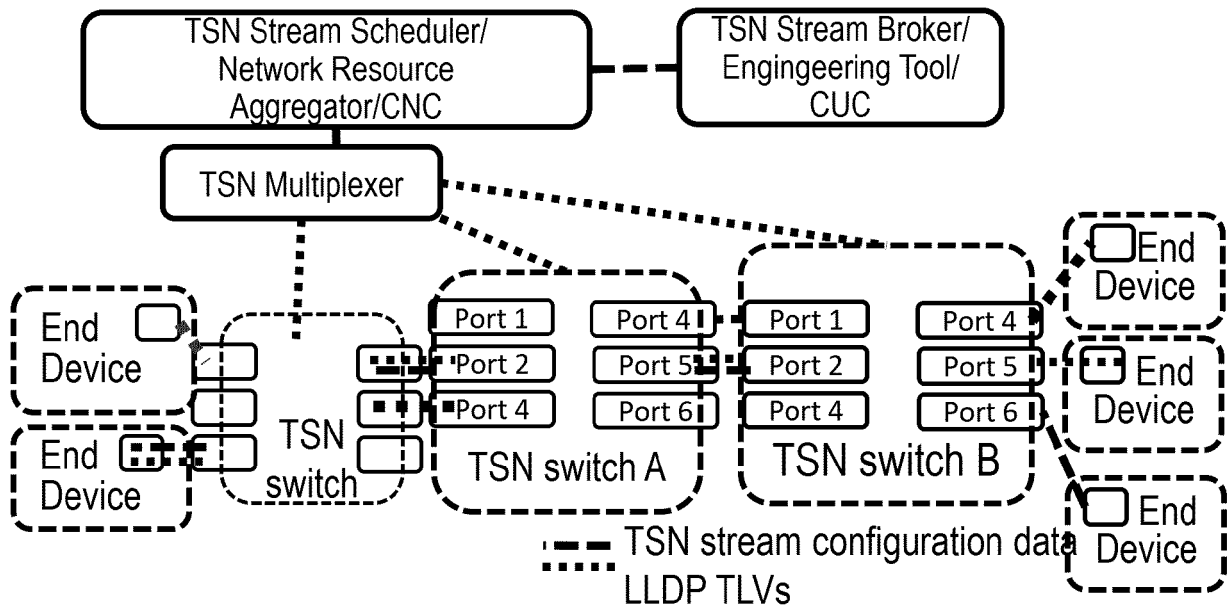 TSN Stream Scheduler/
Network Resource
Aggregator/CNC
TSN Stream Broker/
Engingeering Tool/
CUC
TSN Multiplexer
End
Device
End
Device
TSN
switch
Port 1
Port 2
Port 4
Port 4
Port 5
Port 6
TSN switch A
Port 1
Port 2
Port 4
Port 4
Port 5
Port 6
TSN switch B
End
Device
End
Device
End
Device
TSN stream configuration data
LLDP TLVs